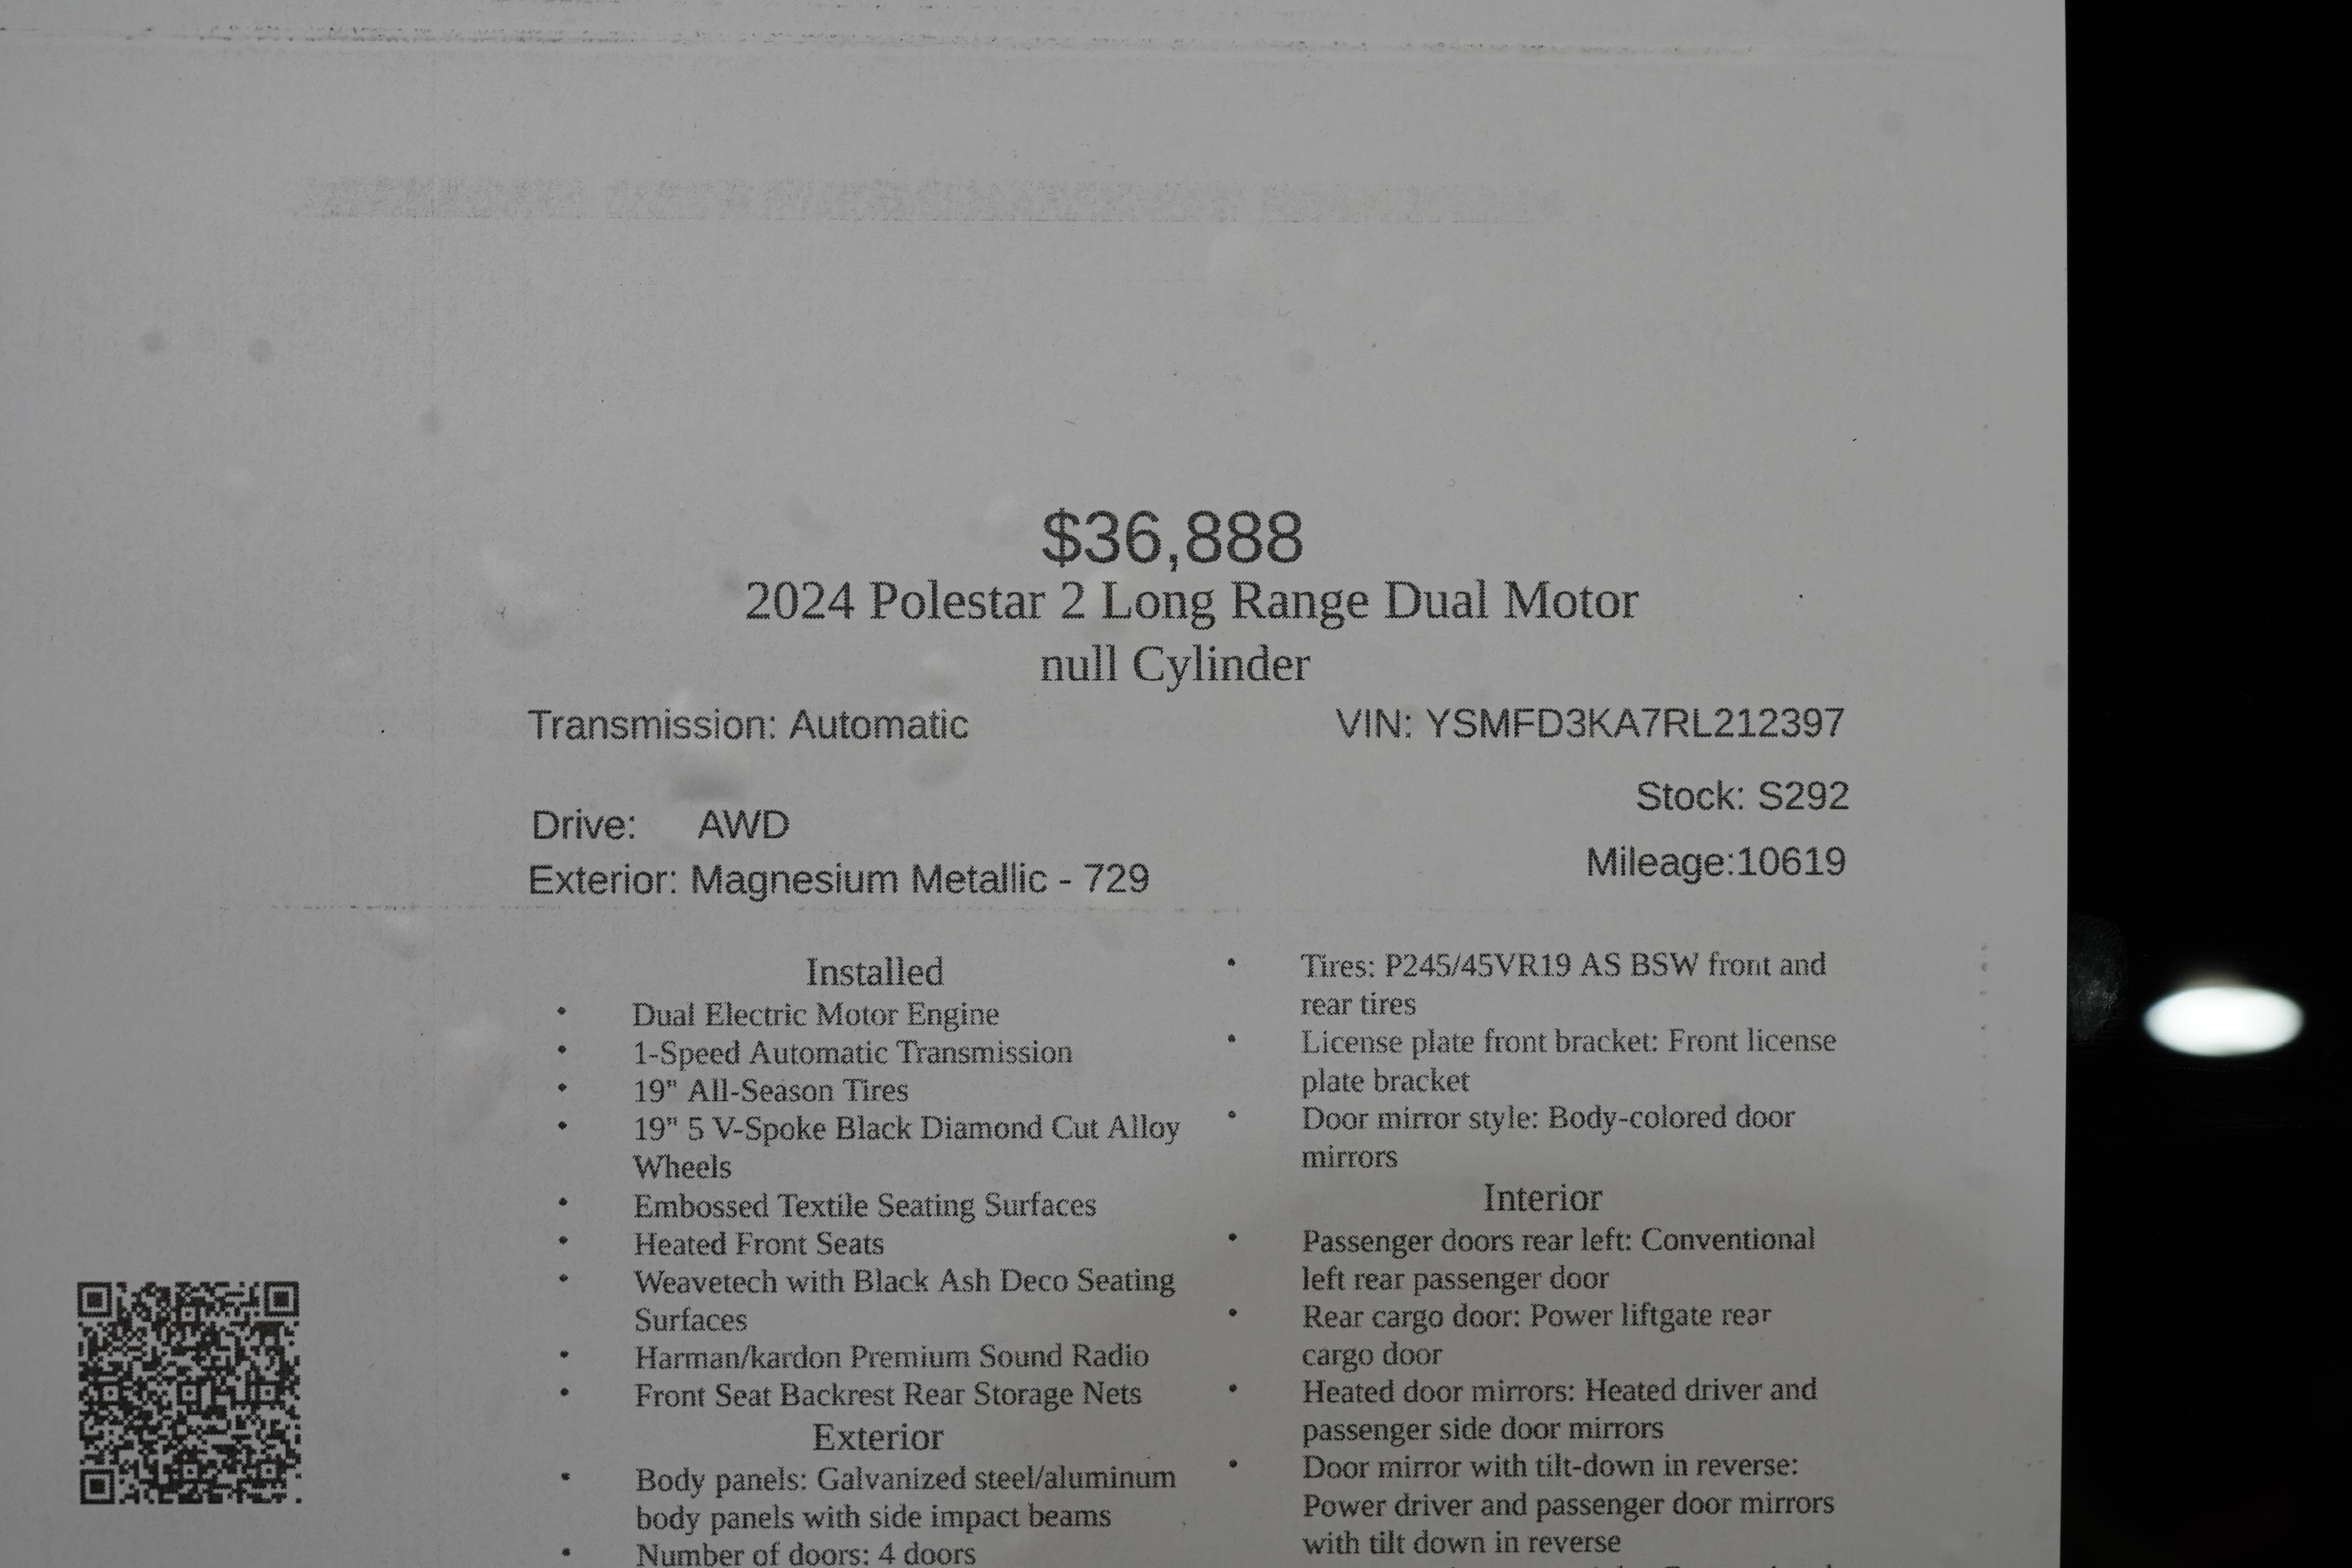 $36,888
2024 Polestar 2 Long Range Dual Motor
null Cylinder
Transmission: Automatic
VIN: YSMFD3KA7RL212397
Stock: S292
Drive: AWD
Mileage:10619
Exterior: Magnesium Metallic - 729
Installed
• Dual Electric Motor Engine
• 1-Speed Automatic Transmission
• 19" All-Season Tires
• 19" 5 V-Spoke Black Diamond Cut Alloy
Wheels
• Embossed Textile Seating Surfaces
• Heated Front Seats
• Weavetech with Black Ash Deco Seating
Surfaces
• Harman/kardon Premium Sound Radio
• Front Seat Backrest Rear Storage Nets
Exterior
• Body panels: Galvanized steel/aluminum
body panels with side impact beams
• Number of doors: 4 doors
• Tires: P245/45VR19 AS BSW front and
rear tires
• License plate front bracket: Front license
plate bracket
• Door mirror style: Body-colored door
mirrors
Interior
• Passenger doors rear left: Conventional
left rear passenger door
• Rear cargo door: Power liftgate rear
cargo door
• Heated door mirrors: Heated driver and
passenger side door mirrors
• Door mirror with tilt-down in reverse:
Power driver and passenger door mirrors
with tilt down in reverse